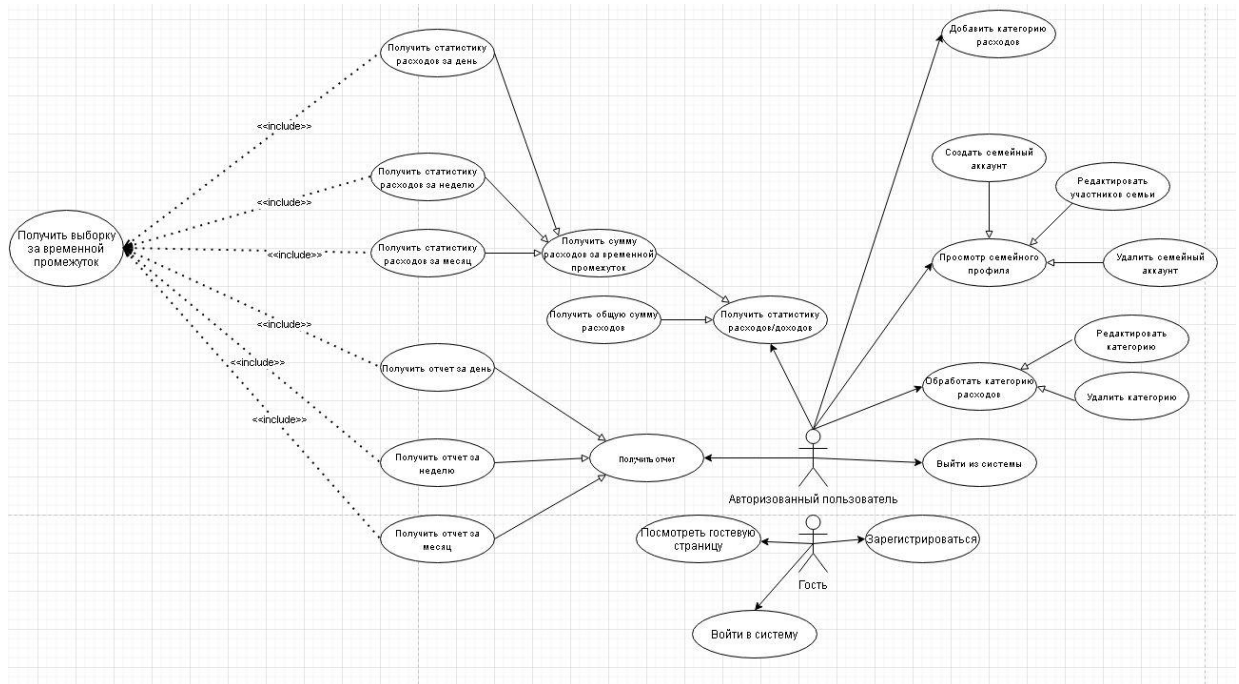 Добавить категорию
расходов
Получить статистику
расходов за день
<<include>>
Создать семейный
аккаунт
Редактировать
участников семьи
Получить статистику
расходов за неделю
<<include>>
Получить выборку
за временной
промежуток
Получить статистику
расходов за месяц
<<include>>
Получить сумму
расходов за временной
промежуток
Просмотр семейного
профиля
Удалить семейный
аккаунт
Получить общую сумму
расходов
Получить статистику
расходов/доходов
<<include>>
Редактировать
категорию
<<include>>
Получить отчет за день
Обработать категорию
расходов
Удалить категорию
<<include>>
Получить отчет за
неделю
Получить отчет
Выйти из системы
Авторизованный пользователь
Получить отчет за
месяц
Посмотреть гостевую
страницу
Зарегистрироваться
Гость
Войти в систему